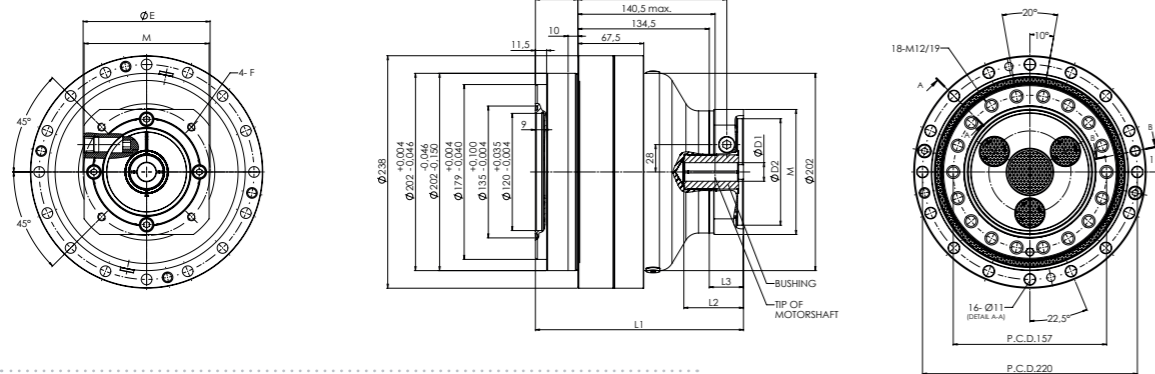 ØE
M
4- F
45°
45°
140,5 max.
134,5
10
67,5
11,5
9
28
Ø238
+0.004
Ø202 -0.046
-0.046
Ø202 -0.150
+0.004
Ø179 -0.040
+0.100
Ø135 -0.004
+0.035
Ø120 -0.004
ØD1
ØD2
M
Ø202
L3
BUSHING
L2
TIP OF
MOTORSHAFT
L1
20°
10°
18-M12/19
A
A
B
B
16- Ø11
(DETAIL A-A)
22,5°
P.C.D.157
P.C.D.220